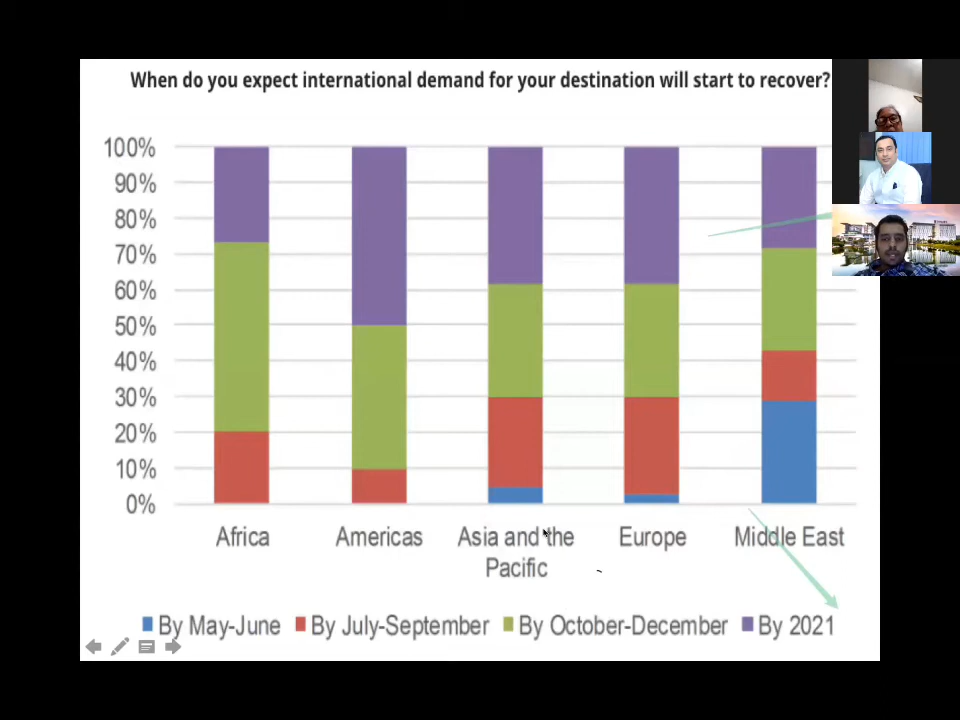 When do you expect international demand for your destination will start to recover?
100%
90%
80%
70%
60%
50%
40%
30%
20%
10%
0%
Africa
Americas
Asia and the
Pacific
Europe
Middle East
By May-June
By July-September
By October-December
By 2021